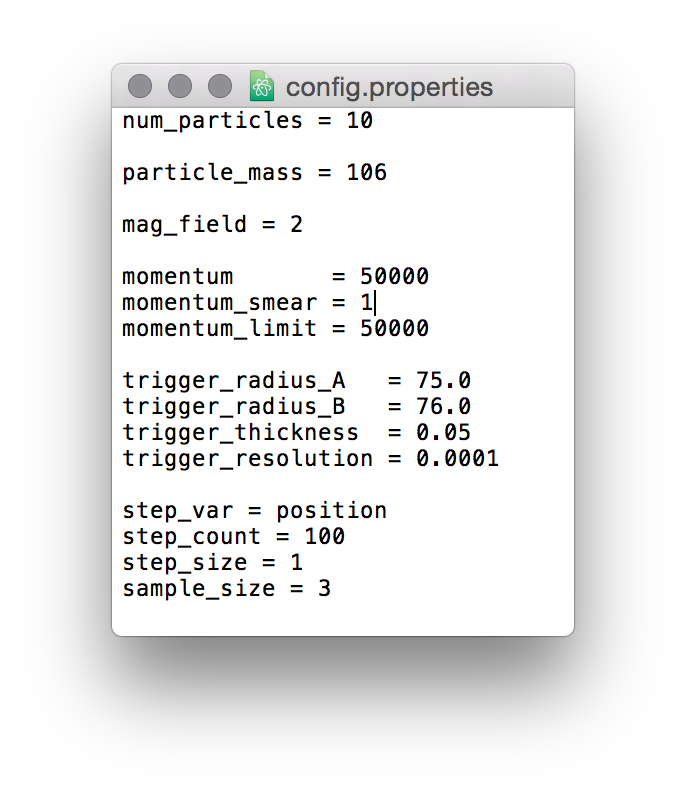 config.properties
num_particles = 10
particle_mass = 106
mag_field = 2
momentum       = 50000
momentum_smear = 1
momentum_limit = 50000
trigger_radius_A   = 75.0
trigger_radius_B   = 76.0
trigger_thickness  = 0.05
trigger_resolution = 0.0001
step_var = position
step_count = 100
step_size = 1
sample_size = 3